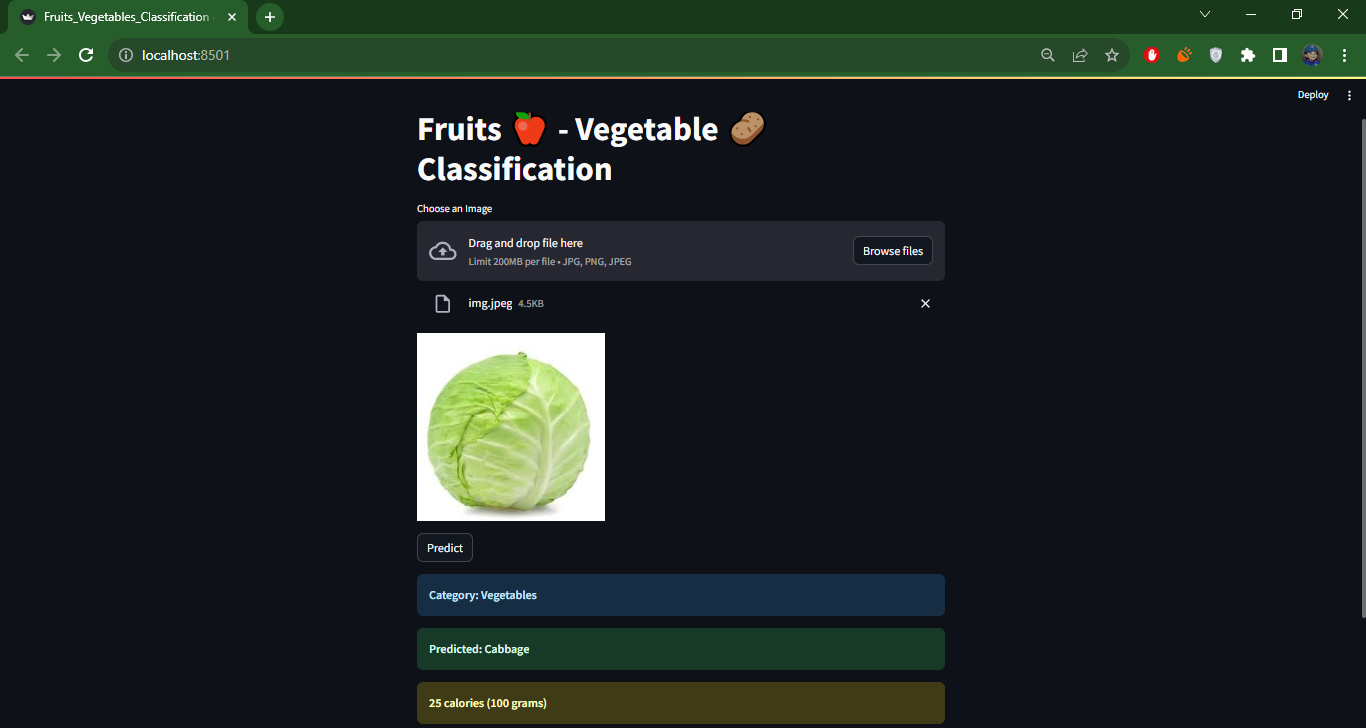 Fruits_Vegetables_Classification
localhost:8501
Deploy
Fruits 🍎 - Vegetable 🥔
Classification
Choose an Image
Drag and drop file here
Limit 200MB per file • JPG, PNG, JPEG
Browse files
img.jpeg 4.5KB
Predict
Category: Vegetables
Predicted: Cabbage
25 calories (100 grams)